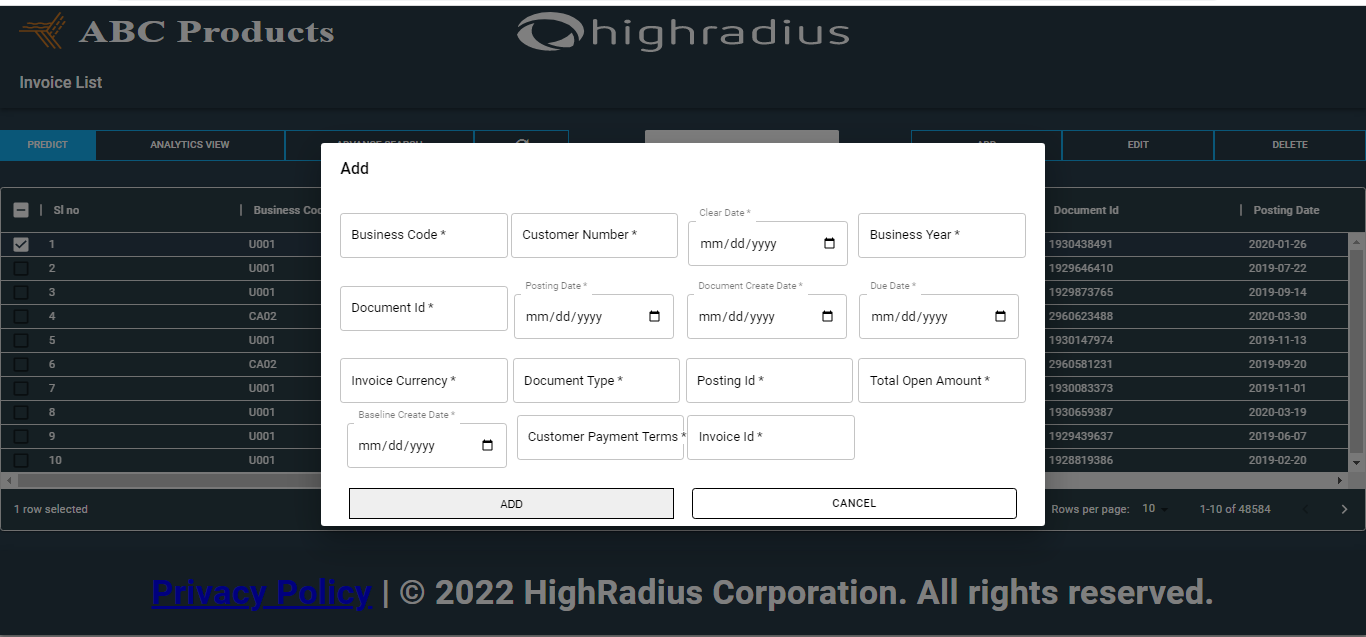 ABC Products
highradius
Invoice List
PREDICT
ANALYTICS VIEW
ADVANCE SEARCH
ADD
EDIT
DELETE
Add
Business Code *
Customer Number *
Clear Date *
mm/dd/yyyy
Business Year *
Document Id *
Posting Date *
mm/dd/yyyy
Document Create Date *
mm/dd/yyyy
Due Date *
mm/dd/yyyy
Invoice Currency *
Document Type *
Posting Id *
Total Open Amount *
Baseline Create Date *
mm/dd/yyyy
Customer Payment Terms *
Invoice Id *
ADD
CANCEL
Sl no | Business Coc Document Id | Posting Date
1 U001 1930438491 2020-01-26
2 U001 1929646410 2019-07-22
3 U001 1929873765 2019-09-14
4 CA02 2960623488 2020-03-30
5 U001 1930147974 2019-11-13
6 CA02 2960581231 2019-09-20
7 U001 1930083373 2019-11-01
8 U001 1930659387 2020-03-19
9 U001 1929439637 2019-06-07
10 U001 1928819386 2019-02-20
1 row selected
Rows per page: 10 1-10 of 48584
Privacy Policy | © 2022 HighRadius Corporation. All rights reserved.